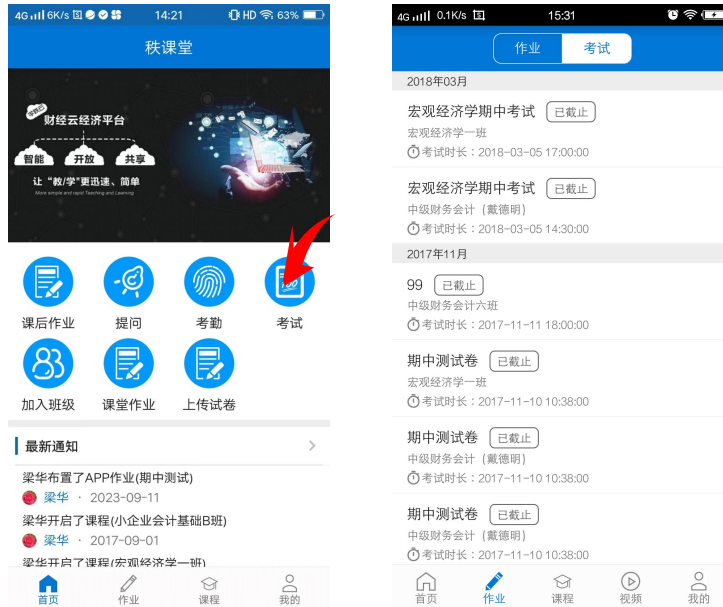 4G 6K/s 14:21 HD 63%
秩课堂
学教云
财经云经济平台
智能 开放 共享
让“教/学”更迅速、简单
More simple and rapid Teaching and Learning
课后作业 提问 考勤 考试
加入班级 课堂作业 上传试卷
最新通知
梁华布置了APP作业(期中测试)
梁华 · 2023-09-11
梁华开启了课程(小企业会计基础B班)
梁华 · 2017-09-01
梁华开启了课程(宏观经济学一班)
首页 作业 课程 我的
4G 0.1K/s 15:31
作业 考试
2018年03月
宏观经济学期中考试 已截止
宏观经济学一班
考试时长：2018-03-05 17:00:00
宏观经济学期中考试 已截止
中级财务会计（戴德明）
考试时长：2018-03-05 14:30:00
2017年11月
99 已截止
中级财务会计六班
考试时长：2017-11-11 18:00:00
期中测试卷 已截止
宏观经济学一班
考试时长：2017-11-10 10:38:00
期中测试卷 已截止
中级财务会计（戴德明）
考试时长：2017-11-10 10:38:00
期中测试卷 已截止
中级财务会计（戴德明）
考试时长：2017-11-10 10:38:00
首页 作业 课程 视频 我的